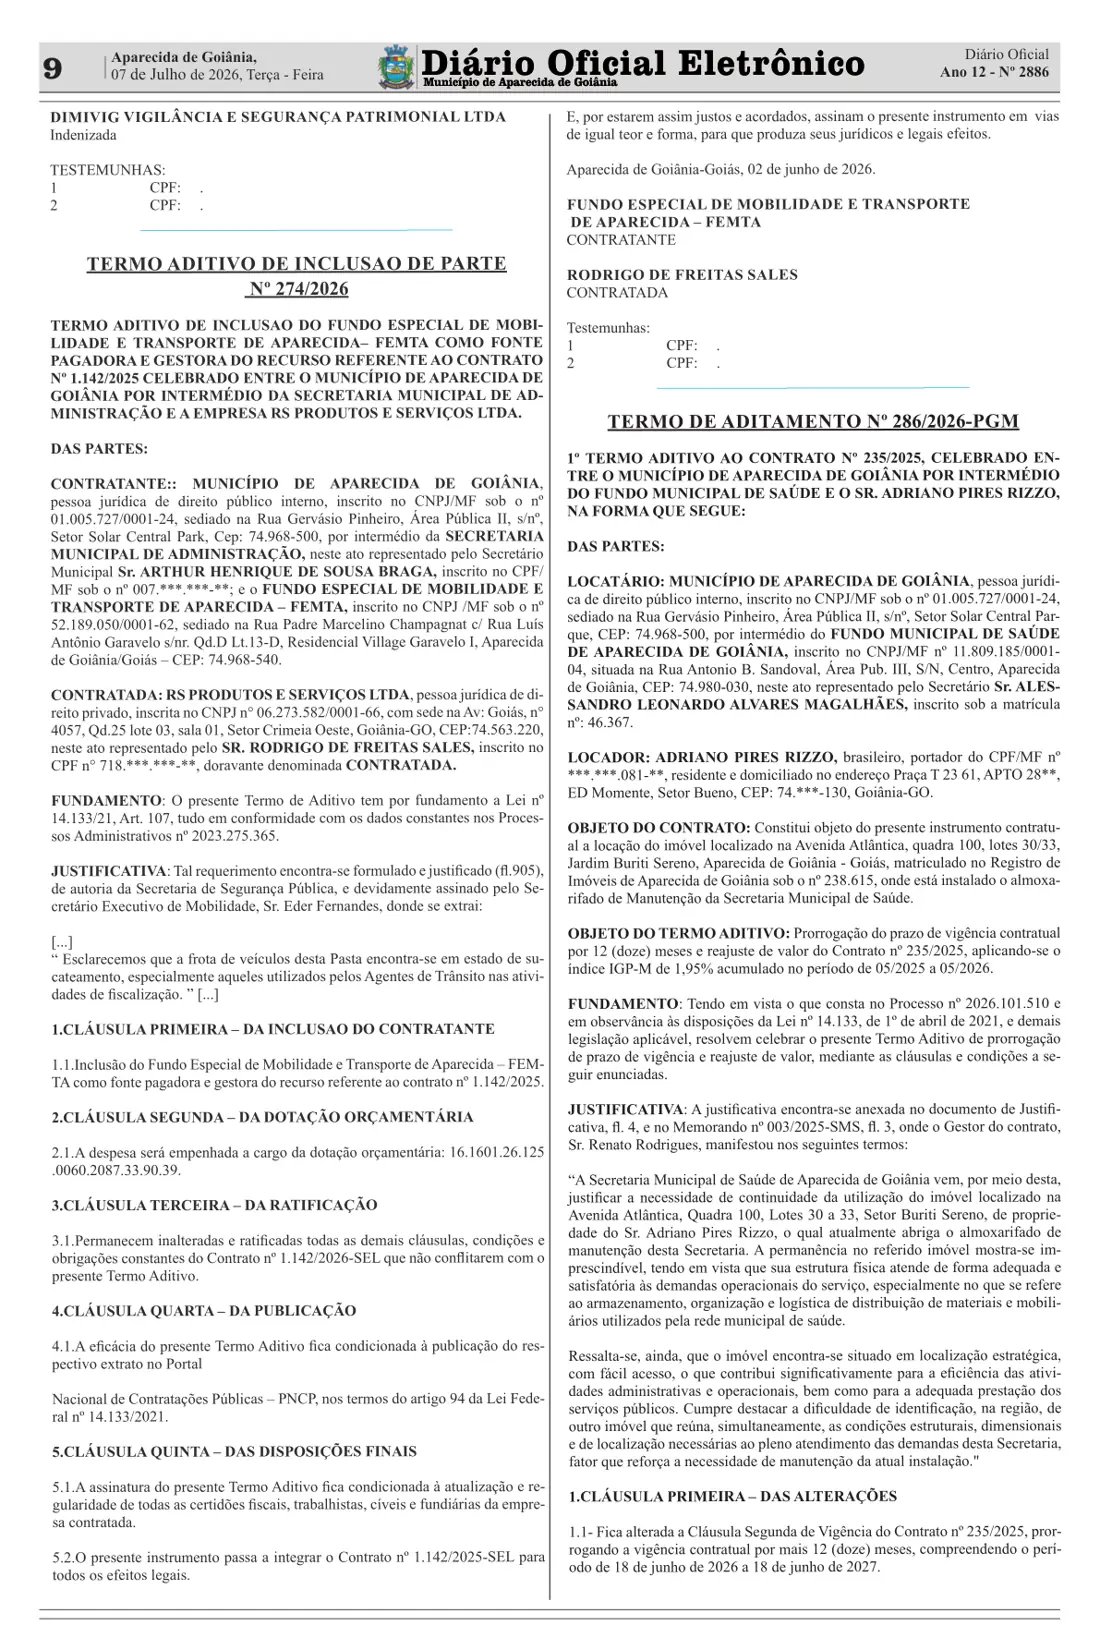 9
Aparecida de Goiânia,
07 de Julho de 2026, Terça - Feira
Diário Oficial Eletrônico
Município de Aparecida de Goiânia
Diário Oficial
Ano 12 - Nº 2886
DIMIVIG VIGILÂNCIA E SEGURANÇA PATRIMONIAL LTDA
Indenizada
TESTEMUNHAS:
1 CPF: .
2 CPF: .
TERMO ADITIVO DE INCLUSAO DE PARTE
Nº 274/2026
TERMO ADITIVO DE INCLUSAO DO FUNDO ESPECIAL DE MOBI-
LIDADE E TRANSPORTE DE APARECIDA– FEMTA COMO FONTE
PAGADORA E GESTORA DO RECURSO REFERENTE AO CONTRATO
Nº 1.142/2025 CELEBRADO ENTRE O MUNICÍPIO DE APARECIDA DE
GOIÂNIA POR INTERMÉDIO DA SECRETARIA MUNICIPAL DE AD-
MINISTRAÇÃO E A EMPRESA RS PRODUTOS E SERVIÇOS LTDA.
DAS PARTES:
CONTRATANTE:: MUNICÍPIO DE APARECIDA DE GOIÂNIA,
pessoa jurídica de direito público interno, inscrito no CNPJ/MF sob o nº
01.005.727/0001-24, sediado na Rua Gervásio Pinheiro, Área Pública II, s/nº,
Setor Solar Central Park, Cep: 74.968-500, por intermédio da SECRETARIA
MUNICIPAL DE ADMINISTRAÇÃO, neste ato representado pelo Secretário
Municipal Sr. ARTHUR HENRIQUE DE SOUSA BRAGA, inscrito no CPF/
MF sob o nº 007.***.***-**; e o FUNDO ESPECIAL DE MOBILIDADE E
TRANSPORTE DE APARECIDA – FEMTA, inscrito no CNPJ /MF sob o nº
52.189.050/0001-62, sediado na Rua Padre Marcelino Champagnat c/ Rua Luís
Antônio Garavelo s/nr. Qd.D Lt.13-D, Residencial Village Garavelo I, Aparecida
de Goiânia/Goiás – CEP: 74.968-540.
CONTRATADA: RS PRODUTOS E SERVIÇOS LTDA, pessoa jurídica de di-
reito privado, inscrita no CNPJ n° 06.273.582/0001-66, com sede na Av: Goiás, n°
4057, Qd.25 lote 03, sala 01, Setor Crimeia Oeste, Goiânia-GO, CEP:74.563.220,
neste ato representado pelo SR. RODRIGO DE FREITAS SALES, inscrito no
CPF n° 718.***.***-**, doravante denominada CONTRATADA.
FUNDAMENTO: O presente Termo de Aditivo tem por fundamento a Lei nº
14.133/21, Art. 107, tudo em conformidade com os dados constantes nos Proces-
sos Administrativos nº 2023.275.365.
JUSTIFICATIVA: Tal requerimento encontra-se formulado e justificado (fl.905),
de autoria da Secretaria de Segurança Pública, e devidamente assinado pelo Se-
cretário Executivo de Mobilidade, Sr. Eder Fernandes, donde se extrai:
[...]
“ Esclarecemos que a frota de veículos desta Pasta encontra-se em estado de su-
cateamento, especialmente aqueles utilizados pelos Agentes de Trânsito nas ativi-
dades de fiscalização. ” [...]
1.CLÁUSULA PRIMEIRA – DA INCLUSAO DO CONTRATANTE
1.1.Inclusão do Fundo Especial de Mobilidade e Transporte de Aparecida – FEM-
TA como fonte pagadora e gestora do recurso referente ao contrato nº 1.142/2025.
2.CLÁUSULA SEGUNDA – DA DOTAÇÃO ORÇAMENTÁRIA
2.1.A despesa será empenhada a cargo da dotação orçamentária: 16.1601.26.125
.0060.2087.33.90.39.
3.CLÁUSULA TERCEIRA – DA RATIFICAÇÃO
3.1.Permanecem inalteradas e ratificadas todas as demais cláusulas, condições e
obrigações constantes do Contrato nº 1.142/2026-SEL que não conflitarem com o
presente Termo Aditivo.
4.CLÁUSULA QUARTA – DA PUBLICAÇÃO
4.1.A eficácia do presente Termo Aditivo fica condicionada à publicação do res-
pectivo extrato no Portal
Nacional de Contratações Públicas – PNCP, nos termos do artigo 94 da Lei Fede-
ral nº 14.133/2021.
5.CLÁUSULA QUINTA – DAS DISPOSIÇÕES FINAIS
5.1.A assinatura do presente Termo Aditivo fica condicionada à atualização e re-
gularidade de todas as certidões fiscais, trabalhistas, cíveis e fundiárias da empre-
sa contratada.
5.2.O presente instrumento passa a integrar o Contrato nº 1.142/2025-SEL para
todos os efeitos legais.
E, por estarem assim justos e acordados, assinam o presente instrumento em vias
de igual teor e forma, para que produza seus jurídicos e legais efeitos.
Aparecida de Goiânia-Goiás, 02 de junho de 2026.
FUNDO ESPECIAL DE MOBILIDADE E TRANSPORTE
DE APARECIDA – FEMTA
CONTRATANTE
RODRIGO DE FREITAS SALES
CONTRATADA
Testemunhas:
1 CPF: .
2 CPF: .
TERMO DE ADITAMENTO Nº 286/2026-PGM
1º TERMO ADITIVO AO CONTRATO Nº 235/2025, CELEBRADO EN-
TRE O MUNICÍPIO DE APARECIDA DE GOIÂNIA POR INTERMÉDIO
DO FUNDO MUNICIPAL DE SAÚDE E O SR. ADRIANO PIRES RIZZO,
NA FORMA QUE SEGUE:
DAS PARTES:
LOCATÁRIO: MUNICÍPIO DE APARECIDA DE GOIÂNIA, pessoa jurídi-
ca de direito público interno, inscrito no CNPJ/MF sob o nº 01.005.727/0001-24,
sediado na Rua Gervásio Pinheiro, Área Pública II, s/nº, Setor Solar Central Par-
que, CEP: 74.968-500, por intermédio do FUNDO MUNICIPAL DE SAÚDE
DE APARECIDA DE GOIÂNIA, inscrito no CNPJ/MF nº 11.809.185/0001-
04, situada na Rua Antonio B. Sandoval, Área Pub. III, S/N, Centro, Aparecida
de Goiânia, CEP: 74.980-030, neste ato representado pelo Secretário Sr. ALES-
SANDRO LEONARDO ALVARES MAGALHÃES, inscrito sob a matrícula
nº: 46.367.
LOCADOR: ADRIANO PIRES RIZZO, brasileiro, portador do CPF/MF nº
***.***.081-**, residente e domiciliado no endereço Praça T 23 61, APTO 28**,
ED Momente, Setor Bueno, CEP: 74.***-130, Goiânia-GO.
OBJETO DO CONTRATO: Constitui objeto do presente instrumento contratu-
al a locação do imóvel localizado na Avenida Atlântica, quadra 100, lotes 30/33,
Jardim Buriti Sereno, Aparecida de Goiânia - Goiás, matriculado no Registro de
Imóveis de Aparecida de Goiânia sob o nº 238.615, onde está instalado o almoxa-
rifado de Manutenção da Secretaria Municipal de Saúde.
OBJETO DO TERMO ADITIVO: Prorrogação do prazo de vigência contratual
por 12 (doze) meses e reajuste de valor do Contrato nº 235/2025, aplicando-se o
índice IGP-M de 1,95% acumulado no período de 05/2025 a 05/2026.
FUNDAMENTO: Tendo em vista o que consta no Processo nº 2026.101.510 e
em observância às disposições da Lei nº 14.133, de 1º de abril de 2021, e demais
legislação aplicável, resolvem celebrar o presente Termo Aditivo de prorrogação
de prazo de vigência e reajuste de valor, mediante as cláusulas e condições a se-
guir enunciadas.
JUSTIFICATIVA: A justificativa encontra-se anexada no documento de Justifi-
cativa, fl. 4, e no Memorando nº 003/2025-SMS, fl. 3, onde o Gestor do contrato,
Sr. Renato Rodrigues, manifestou nos seguintes termos:
“A Secretaria Municipal de Saúde de Aparecida de Goiânia vem, por meio desta,
justificar a necessidade de continuidade da utilização do imóvel localizado na
Avenida Atlântica, Quadra 100, Lotes 30 a 33, Setor Buriti Sereno, de proprie-
dade do Sr. Adriano Pires Rizzo, o qual atualmente abriga o almoxarifado de
manutenção desta Secretaria. A permanência no referido imóvel mostra-se im-
prescindível, tendo em vista que sua estrutura física atende de forma adequada e
satisfatória às demandas operacionais do serviço, especialmente no que se refere
ao armazenamento, organização e logística de distribuição de materiais e mobili-
ários utilizados pela rede municipal de saúde.
Ressalta-se, ainda, que o imóvel encontra-se situado em localização estratégica,
com fácil acesso, o que contribui significativamente para a eficiência das ativi-
dades administrativas e operacionais, bem como para a adequada prestação dos
serviços públicos. Cumpre destacar a dificuldade de identificação, na região, de
outro imóvel que reúna, simultaneamente, as condições estruturais, dimensionais
e de localização necessárias ao pleno atendimento das demandas desta Secretaria,
fator que reforça a necessidade de manutenção da atual instalação."
1.CLÁUSULA PRIMEIRA – DAS ALTERAÇÕES
1.1- Fica alterada a Cláusula Segunda de Vigência do Contrato nº 235/2025, pror-
rogando a vigência contratual por mais 12 (doze) meses, compreendendo o perí-
odo de 18 de junho de 2026 a 18 de junho de 2027.